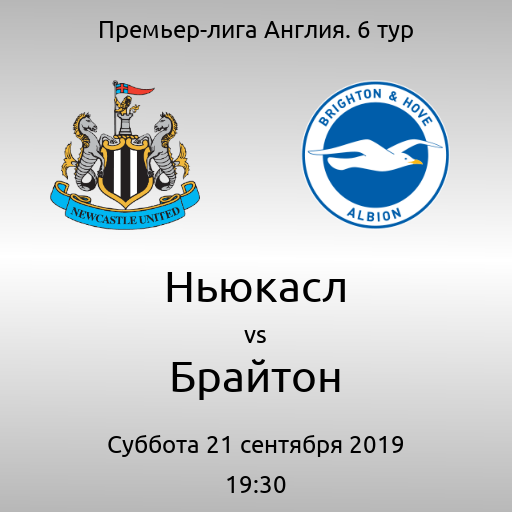 Премьер-лига Англия. 6 тур
NEWCASTLE UNITED
BRIGHTON & HOVE
ALBION
Ньюкасл
vs
Брайтон
Суббота 21 сентября 2019
19:30